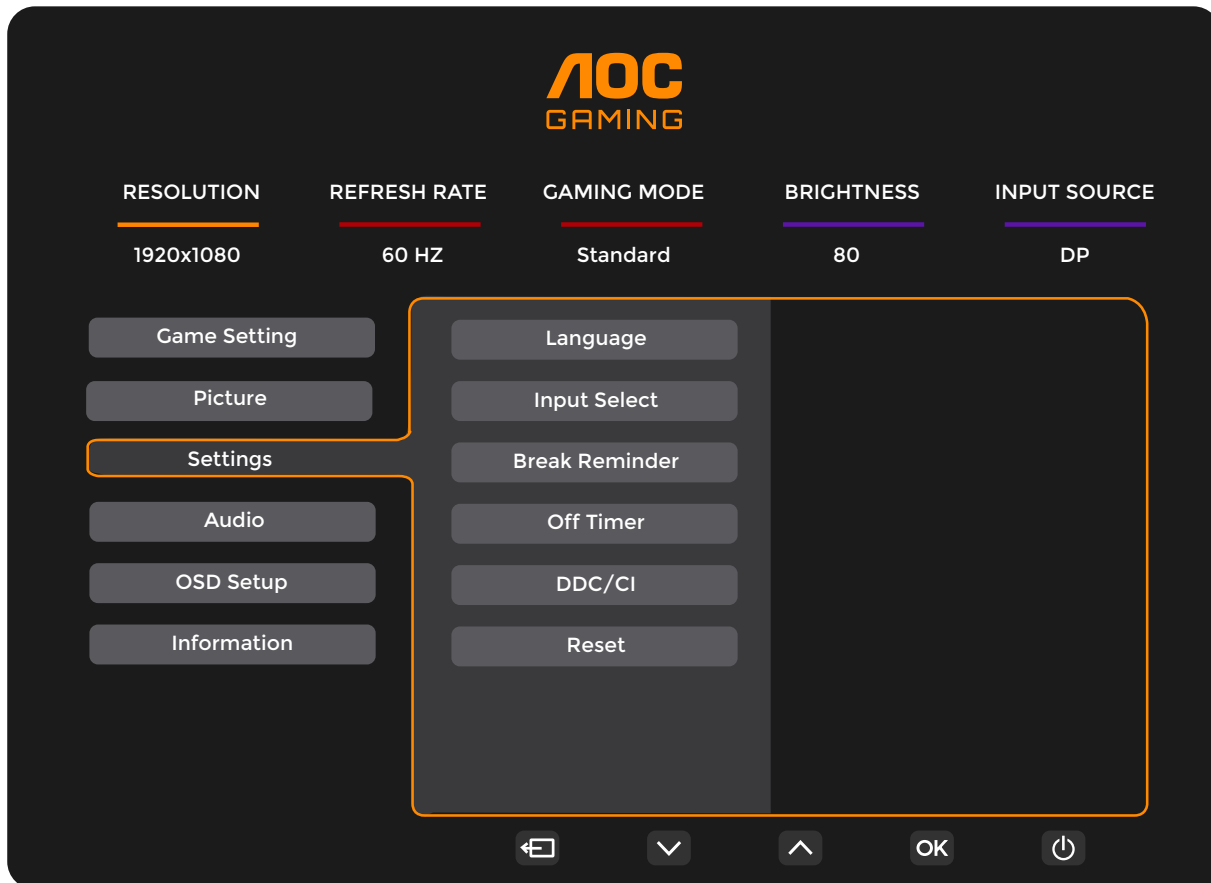 AOC
GAMING
RESOLUTION REFRESH RATE GAMING MODE BRIGHTNESS INPUT SOURCE
1920x1080 60 HZ Standard 80 DP
Game Setting
Picture
Settings
Audio
OSD Setup
Information
Language
Input Select
Break Reminder
Off Timer
DDC/CI
Reset
OK